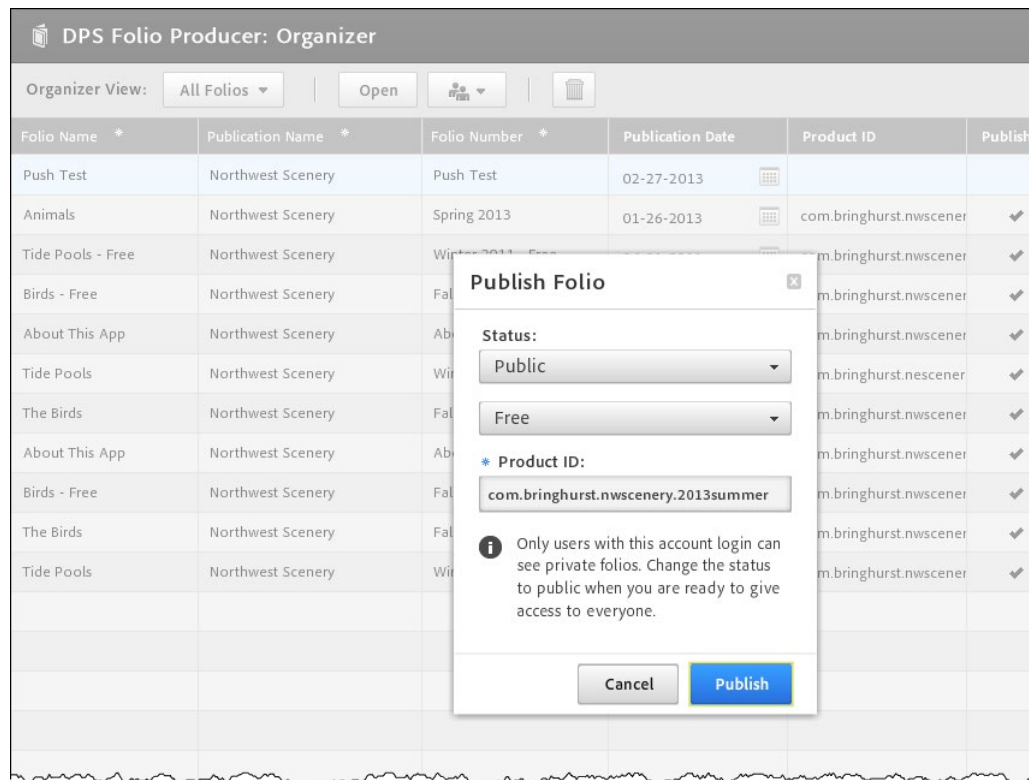 DPS Folio Producer: Organizer
Organizer View: All Folios Open
Folio Name * Publication Name * Folio Number * Publication Date Product ID Publish
Push Test Northwest Scenery Push Test 02-27-2013
Animals Northwest Scenery Spring 2013 01-26-2013 com.bringhurst.nwscener
Tide Pools - Free Northwest Scenery Winter 2011 - Free m.bringhurst.nwscener
Birds - Free Northwest Scenery Fal m.bringhurst.nwscener
About This App Northwest Scenery Ab m.bringhurst.nwscener
Tide Pools Northwest Scenery Wi m.bringhurst.nescener
The Birds Northwest Scenery Fal m.bringhurst.nwscener
About This App Northwest Scenery Ab m.bringhurst.nwscener
Birds - Free Northwest Scenery Fal m.bringhurst.nwscener
The Birds Northwest Scenery Fal m.bringhurst.nwscener
Tide Pools Northwest Scenery Wi m.bringhurst.nwscener
Publish Folio
Status:
Public
Free
* Product ID:
com.bringhurst.nwscenery.2013summer
Only users with this account login can
see private folios. Change the status
to public when you are ready to give
access to everyone.
Cancel Publish